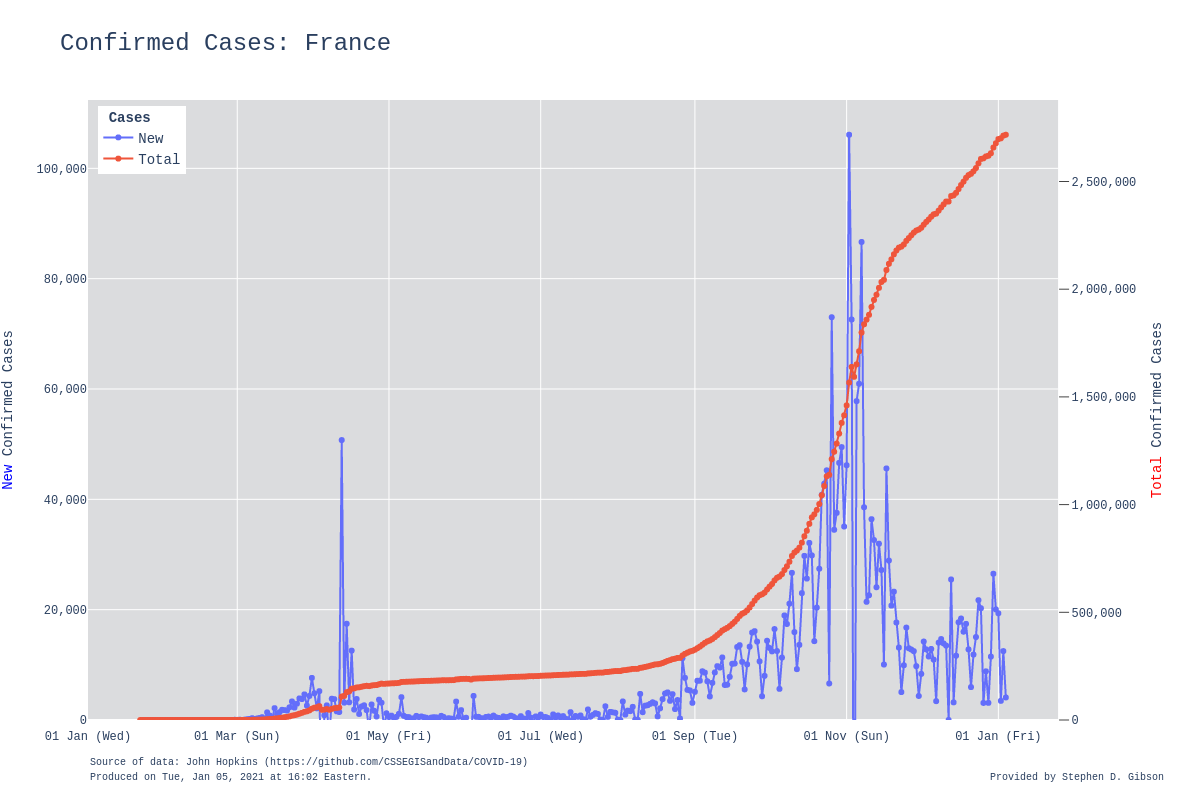 Confirmed Cases: France
Cases
New
Total
100,000
80,000
60,000
40,000
20,000
0
2,500,000
2,000,000
1,500,000
1,000,000
500,000
0
New Confirmed Cases
Total Confirmed Cases
01 Jan (Wed)
01 Mar (Sun)
01 May (Fri)
01 Jul (Wed)
01 Sep (Tue)
01 Nov (Sun)
01 Jan (Fri)
Source of data: John Hopkins (https://github.com/CSSEGISandData/COVID-19)
Produced on Tue, Jan 05, 2021 at 16:02 Eastern.
Provided by Stephen D. Gibson